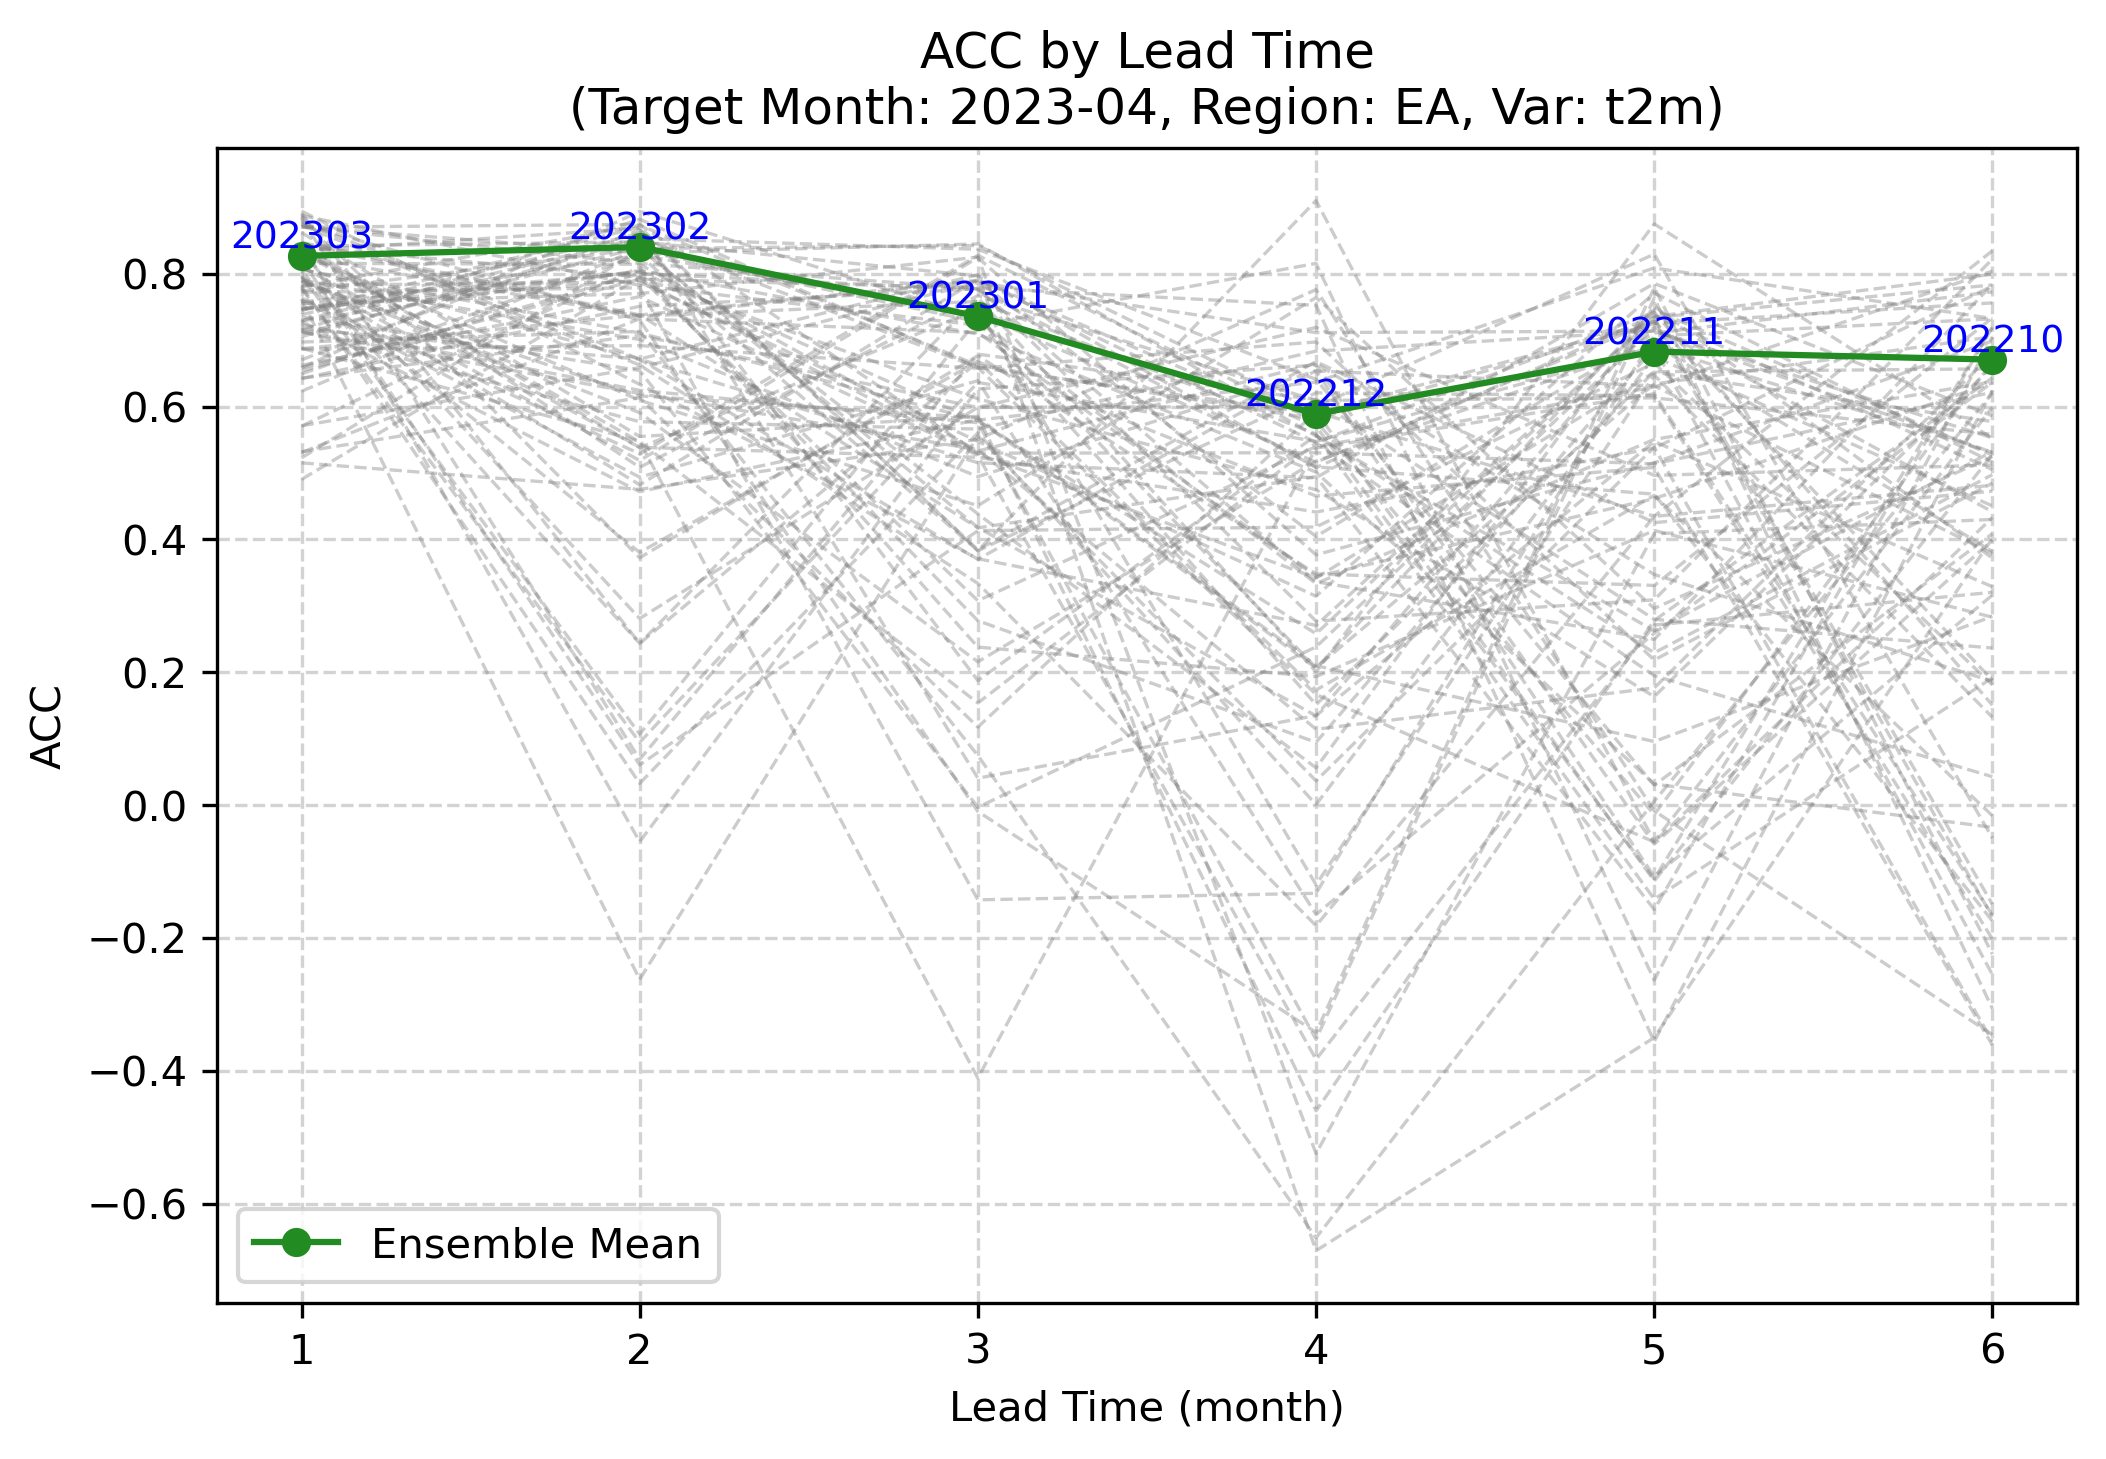 ACC by Lead Time
(Target Month: 2023-04, Region: EA, Var: t2m)
202303
202302
202301
202212
202211
202210
0.8
0.6
0.4
0.2
0.0
−0.2
−0.4
−0.6
ACC
Ensemble Mean
1 2 3 4 5 6
Lead Time (month)